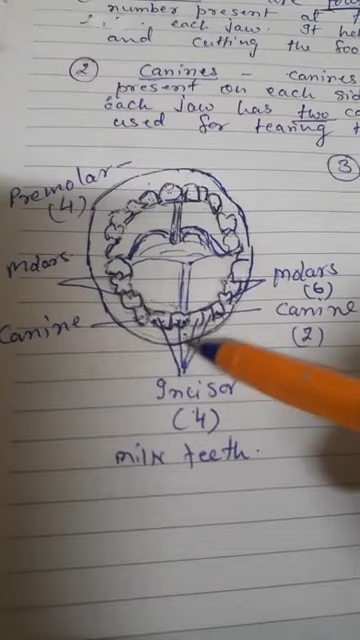 number present at
each jaw. It hel
and cutting the foo
② Canines - canines
present on each sid
Each jaw has two ca
used for tearing t
③
Premolar
(4)
Molars
molars
(6)
Canine
Canine
(2)
Incisor
(4)
milk teeth.